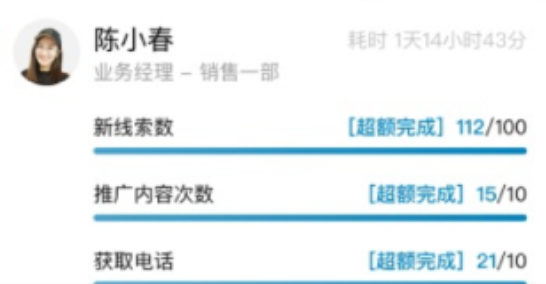 陈小春 耗时 1天14小时43分
业务经理 – 销售一部
新线索数 [超额完成] 112/100
推广内容次数 [超额完成] 15/10
获取电话 [超额完成] 21/10